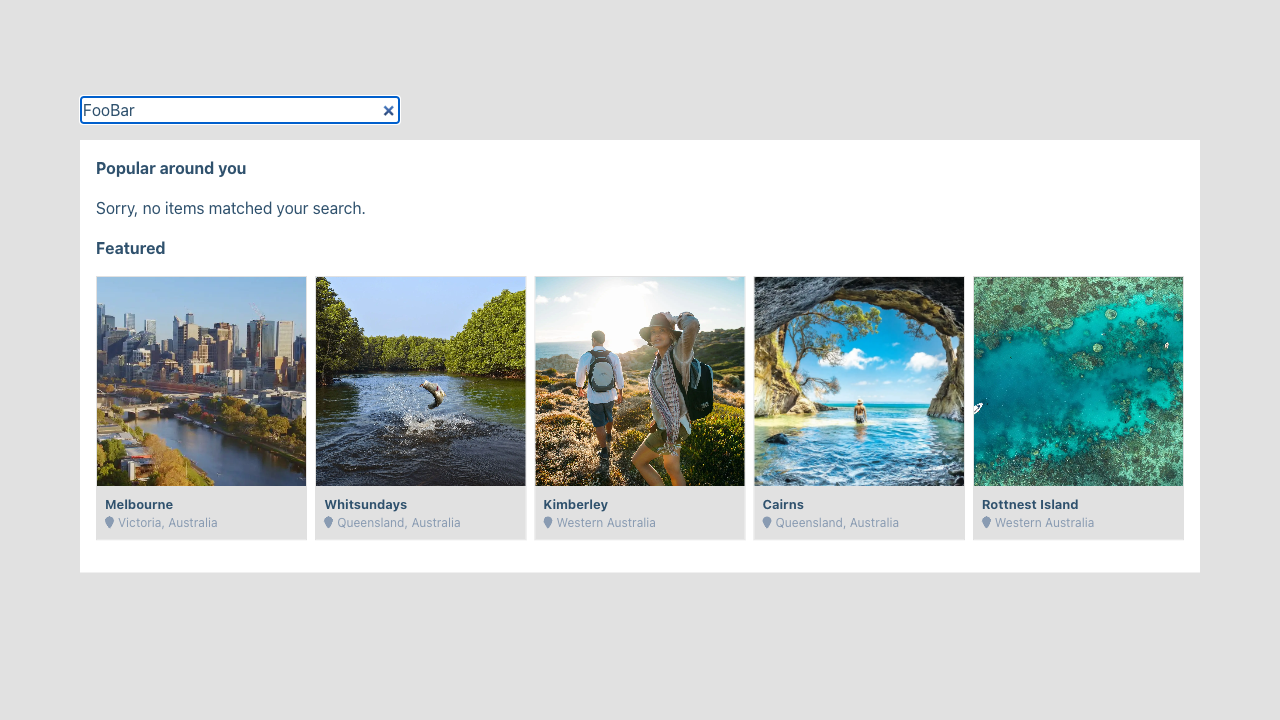 FooBar
Popular around you
Sorry, no items matched your search.
Featured
Melbourne
Victoria, Australia
Whitsundays
Queensland, Australia
Kimberley
Western Australia
Cairns
Queensland, Australia
Rottnest Island
Western Australia